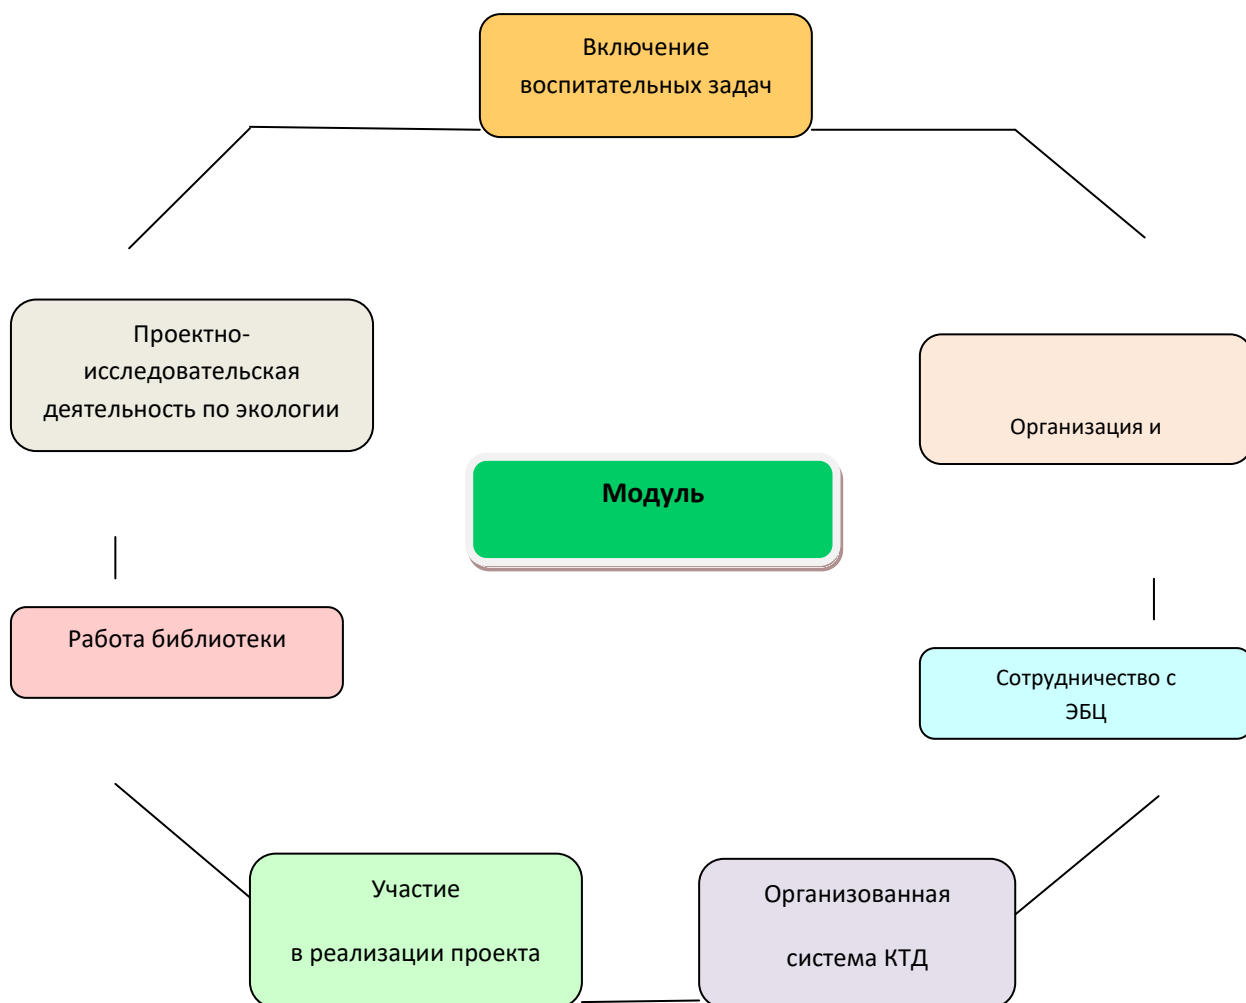 Включение
воспитательных задач
Проектно-
исследовательская
деятельность по экологии
Организация и
Модуль
Работа библиотеки
Сотрудничество с
ЭБЦ
Участие
в реализации проекта
Организованная
система КТД